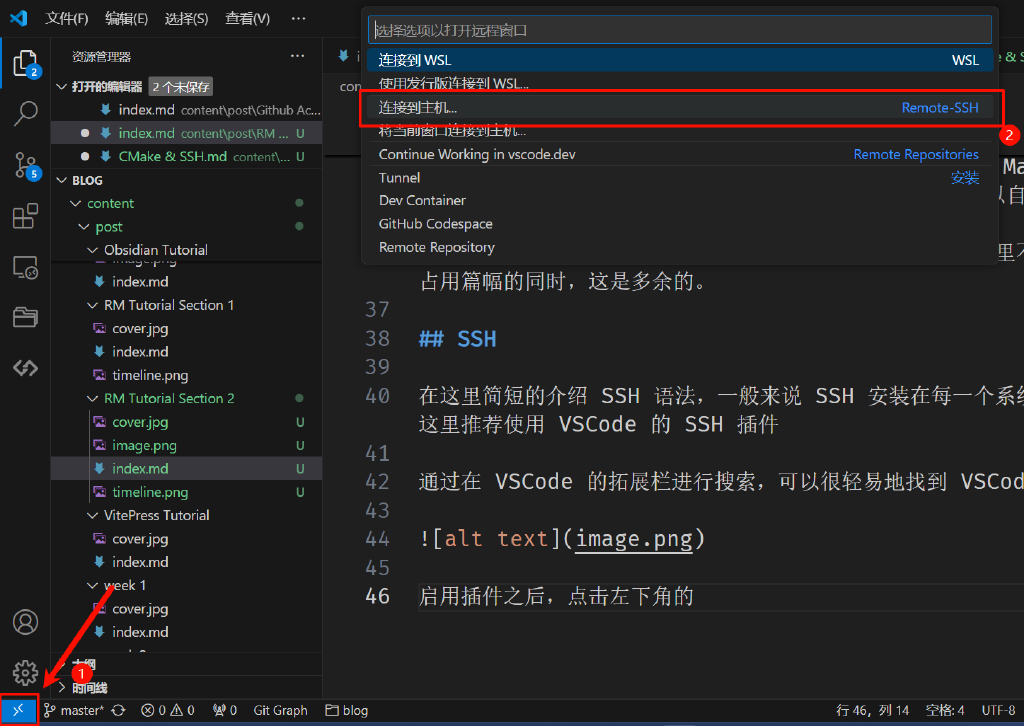 文件(F) 编辑(E) 选择(S) 查看(V) ···
选择选项以打开远程窗口
连接到 WSL WSL
使用发行版连接到 WSL...
连接到主机... Remote-SSH
将当前窗口连接到主机...
2
Continue Working in vscode.dev Remote Repositories
Tunnel 安装
Dev Container
GitHub Codespace
Remote Repository
资源管理器 ···
打开的编辑器 2 个未保存
index.md content\post\Github Ac...
index.md content\post\RM ... U
CMake & SSH.md content\... U
BLOG
content
post
Obsidian Tutorial
image.png
index.md
RM Tutorial Section 1
cover.jpg
index.md
timeline.png
RM Tutorial Section 2
cover.jpg U
image.png U
index.md U
timeline.png U
VitePress Tutorial
cover.jpg
index.md
week 1
cover.jpg
index.md
大纲
时间线
2
5
1
i
& S
con
Ma
以自
里不
占用篇幅的同时，这是多余的。
37
38 ## SSH
39
40 在这里简短的介绍 SSH 语法，一般来说 SSH 安装在每一个系统
这里推荐使用 VSCode 的 SSH 插件
41
42 通过在 VSCode 的拓展栏进行搜索，可以很轻易地找到 VSCod
43
44 ![alt text](image.png)
45
46 启用插件之后，点击左下角的
master* 0 0 0 Git Graph blog 行 46，列 14 空格: 4 UTF-8